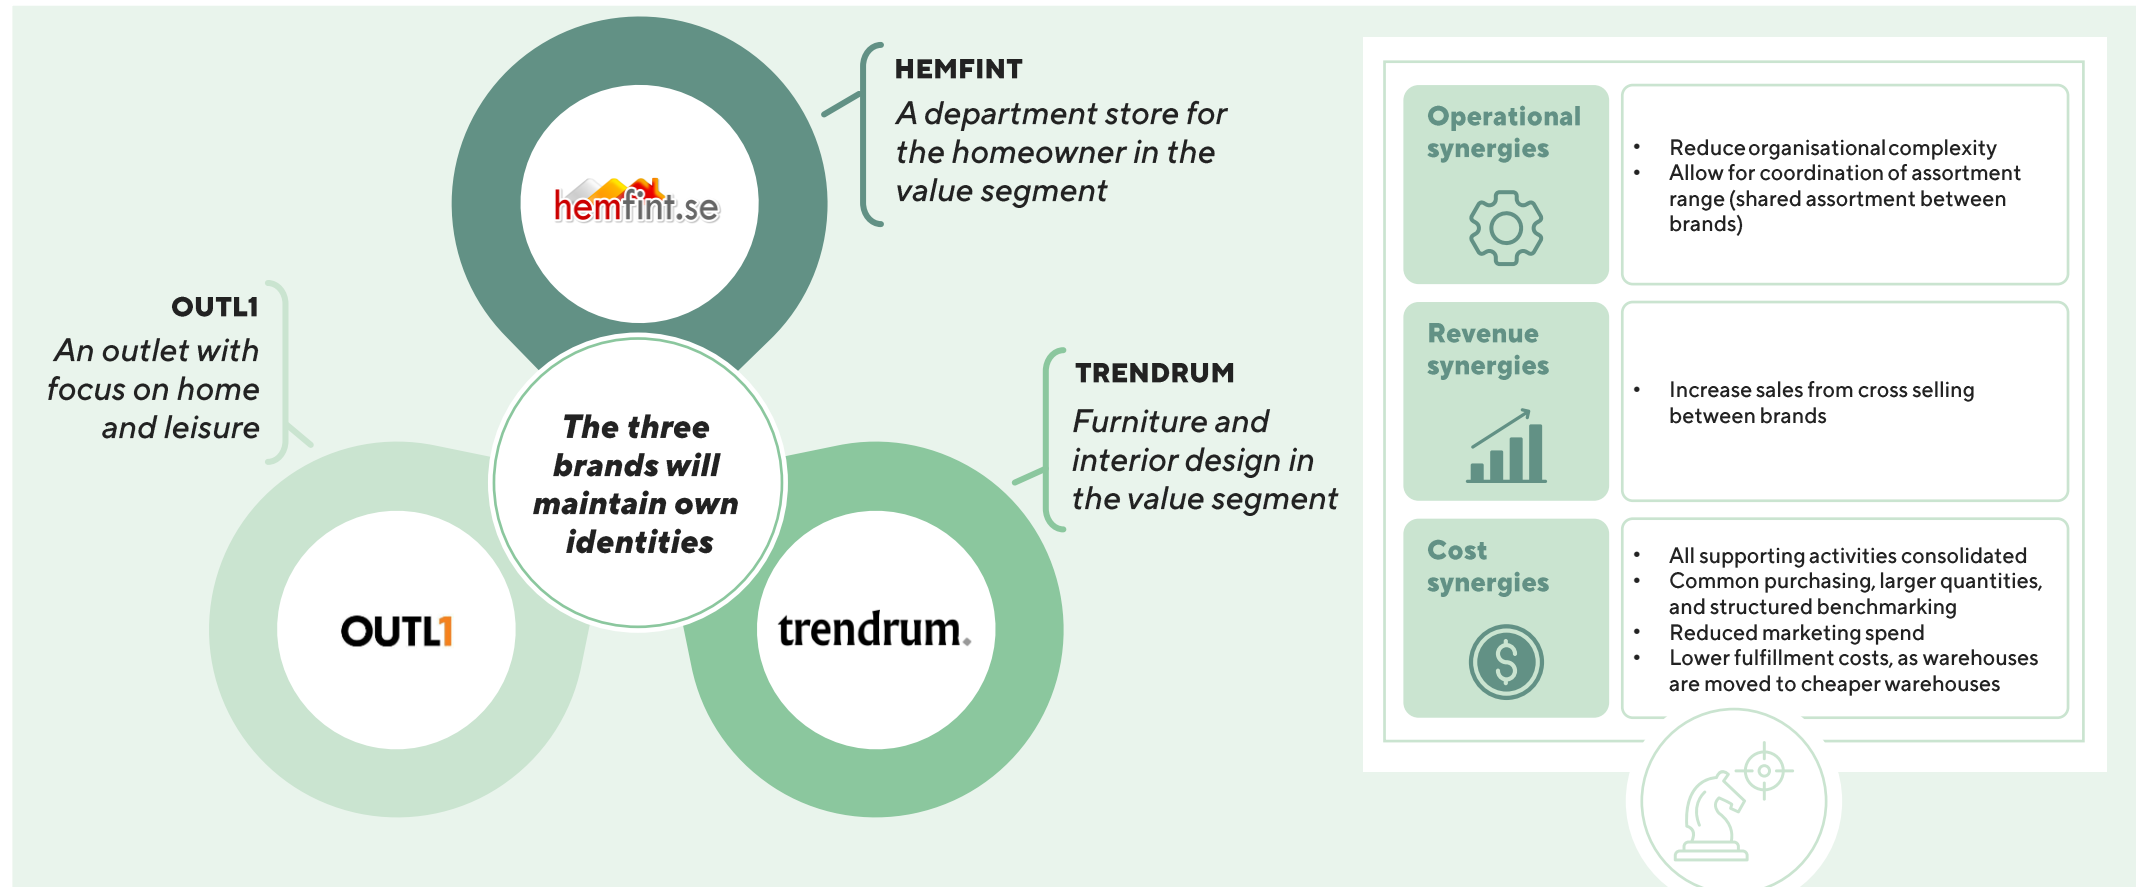 HEMFINT
A department store for
the homeowner in the
value segment
hemfint.se
OUTL1
An outlet with
focus on home
and leisure
TRENDRUM
Furniture and
interior design in
the value segment
The three
brands will
maintain own
identities
OUTL1
trendrum.
Operational
synergies
• Reduce organisational complexity
• Allow for coordination of assortment
range (shared assortment between
brands)
Revenue
synergies
• Increase sales from cross selling
between brands
Cost
synergies
• All supporting activities consolidated
• Common purchasing, larger quantities,
and structured benchmarking
• Reduced marketing spend
• Lower fulfillment costs, as warehouses
are moved to cheaper warehouses
$